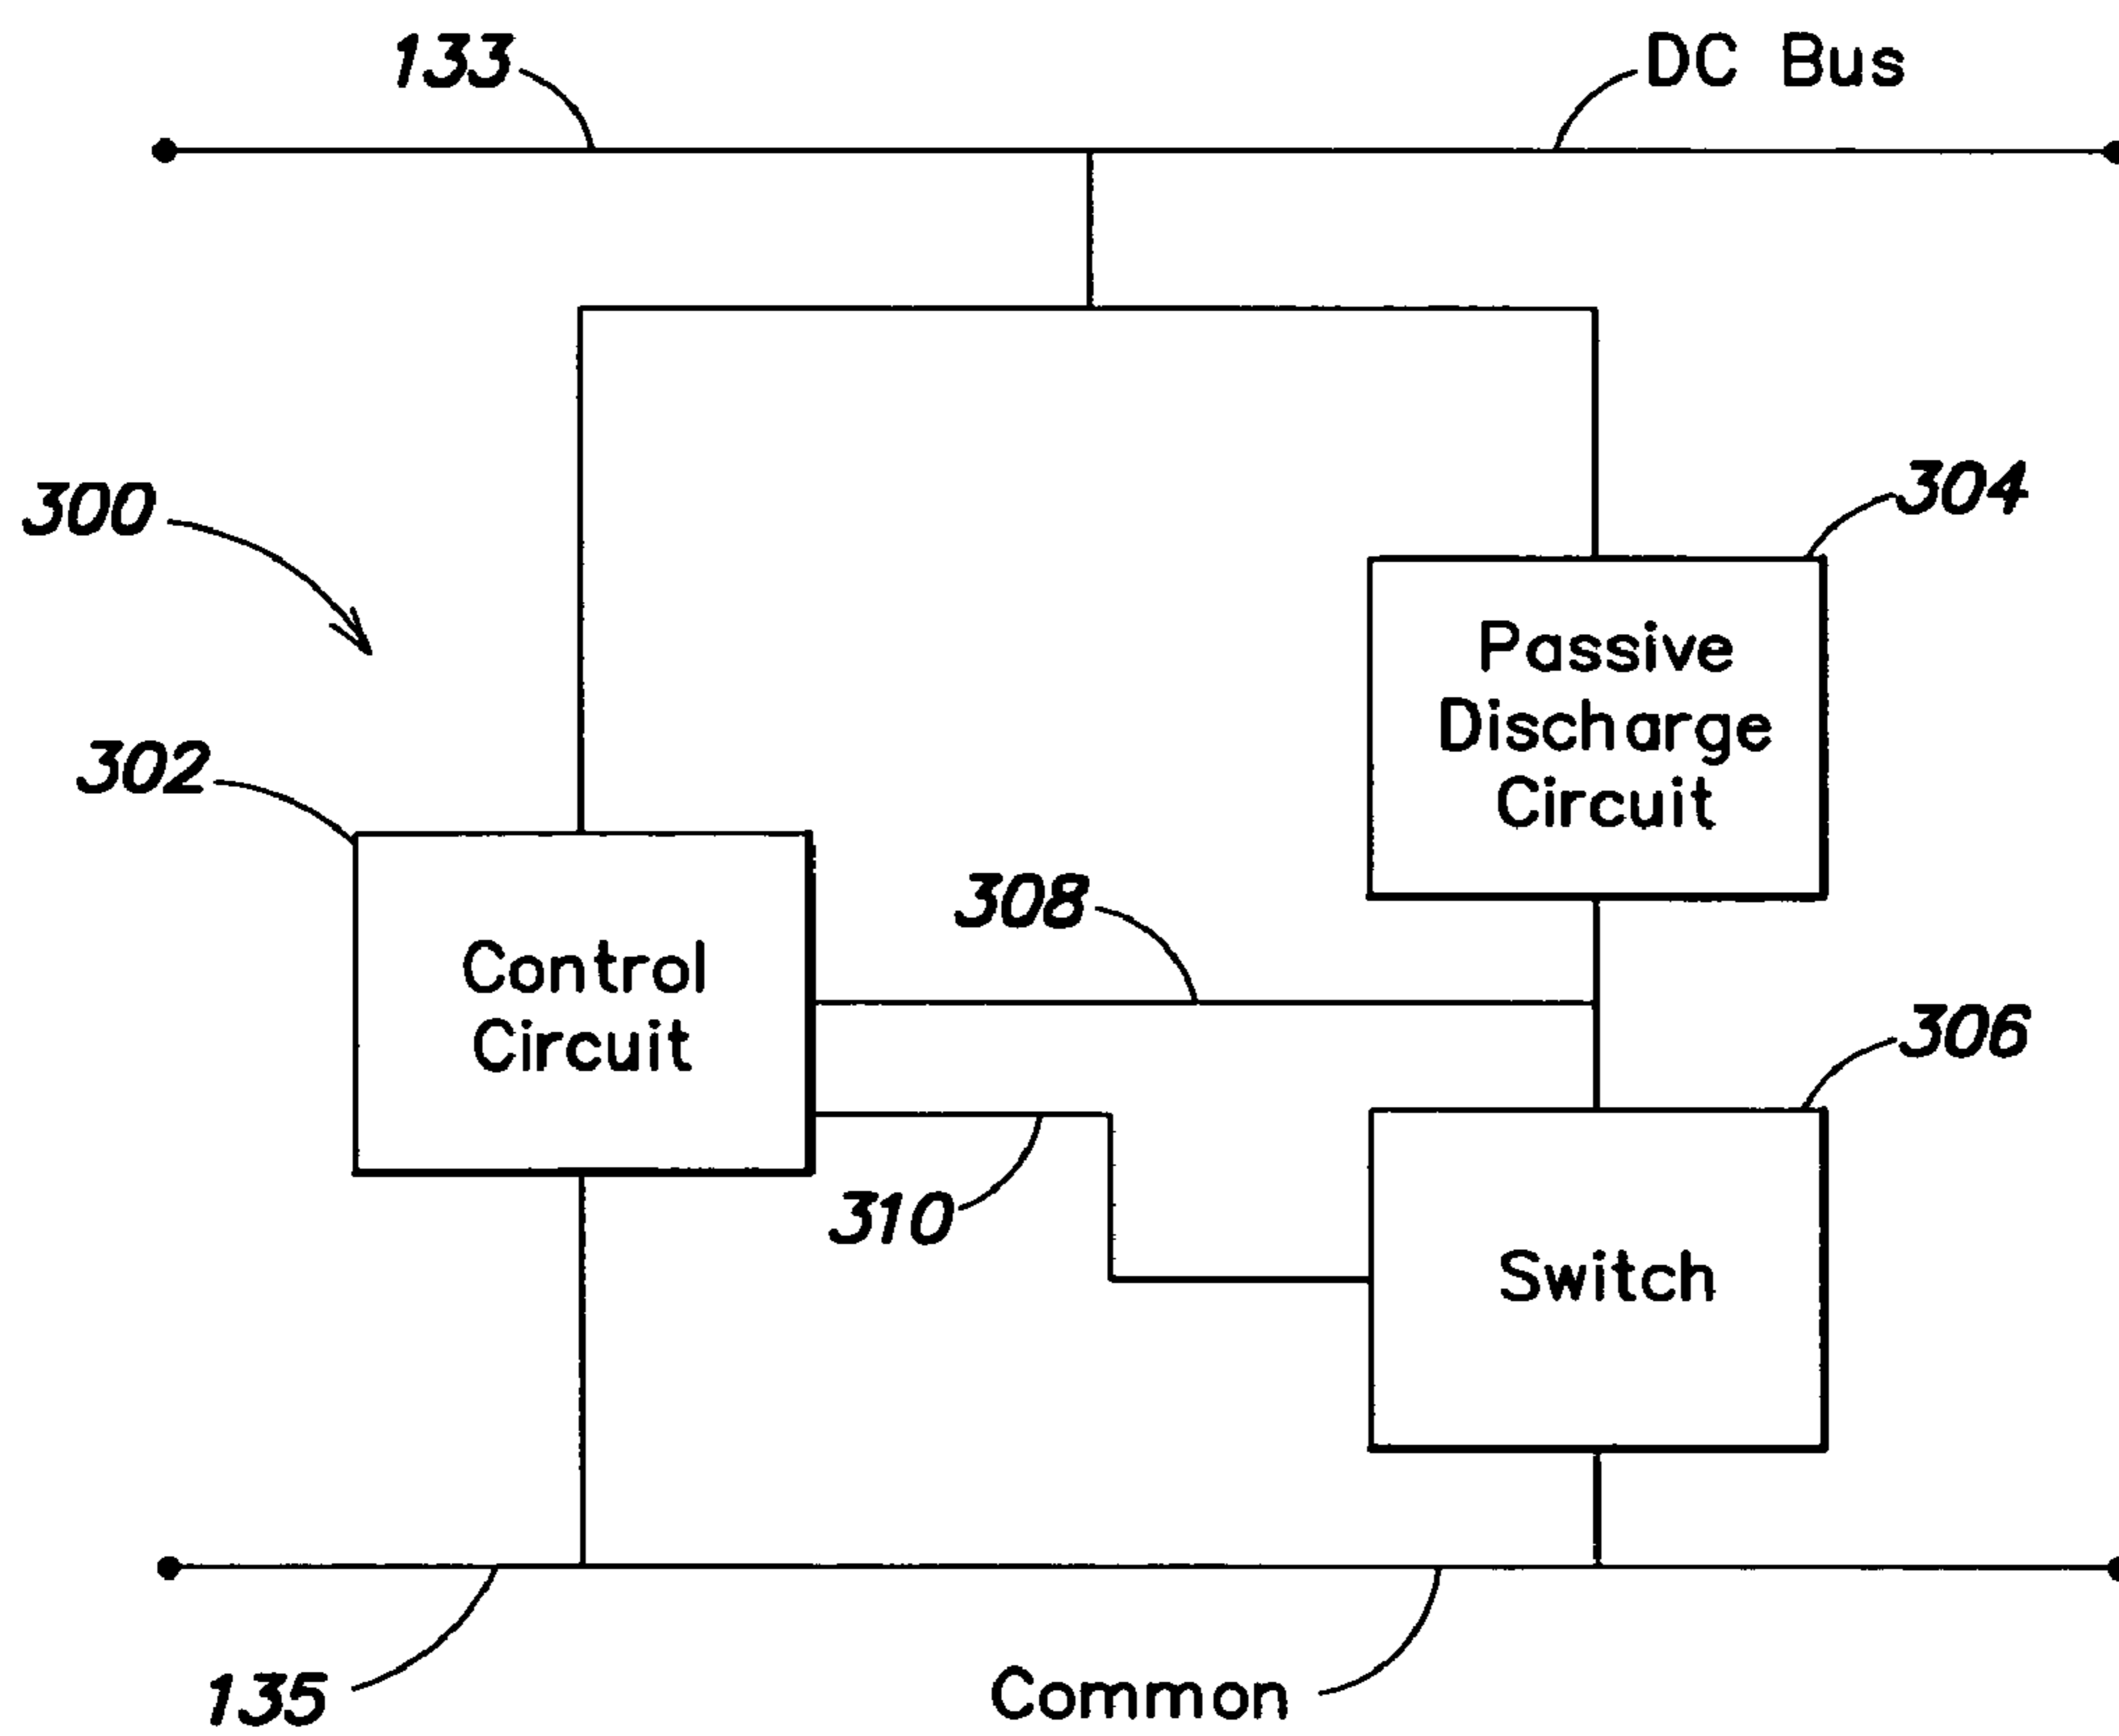 133
DC Bus
300
304
Passive
Discharge
Circuit
302
308
Control
Circuit
306
310
Switch
135
Common